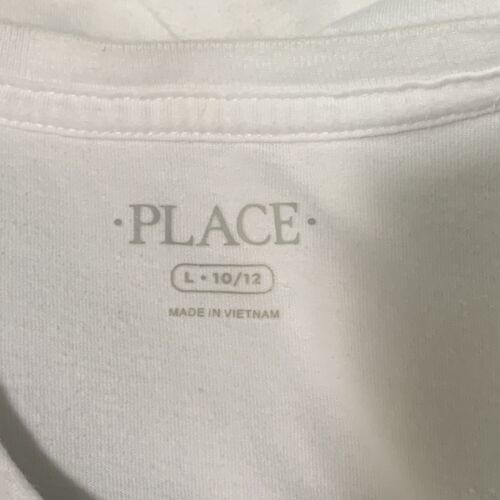 ·PLACE·
L • 10/12
MADE IN VIETNAM